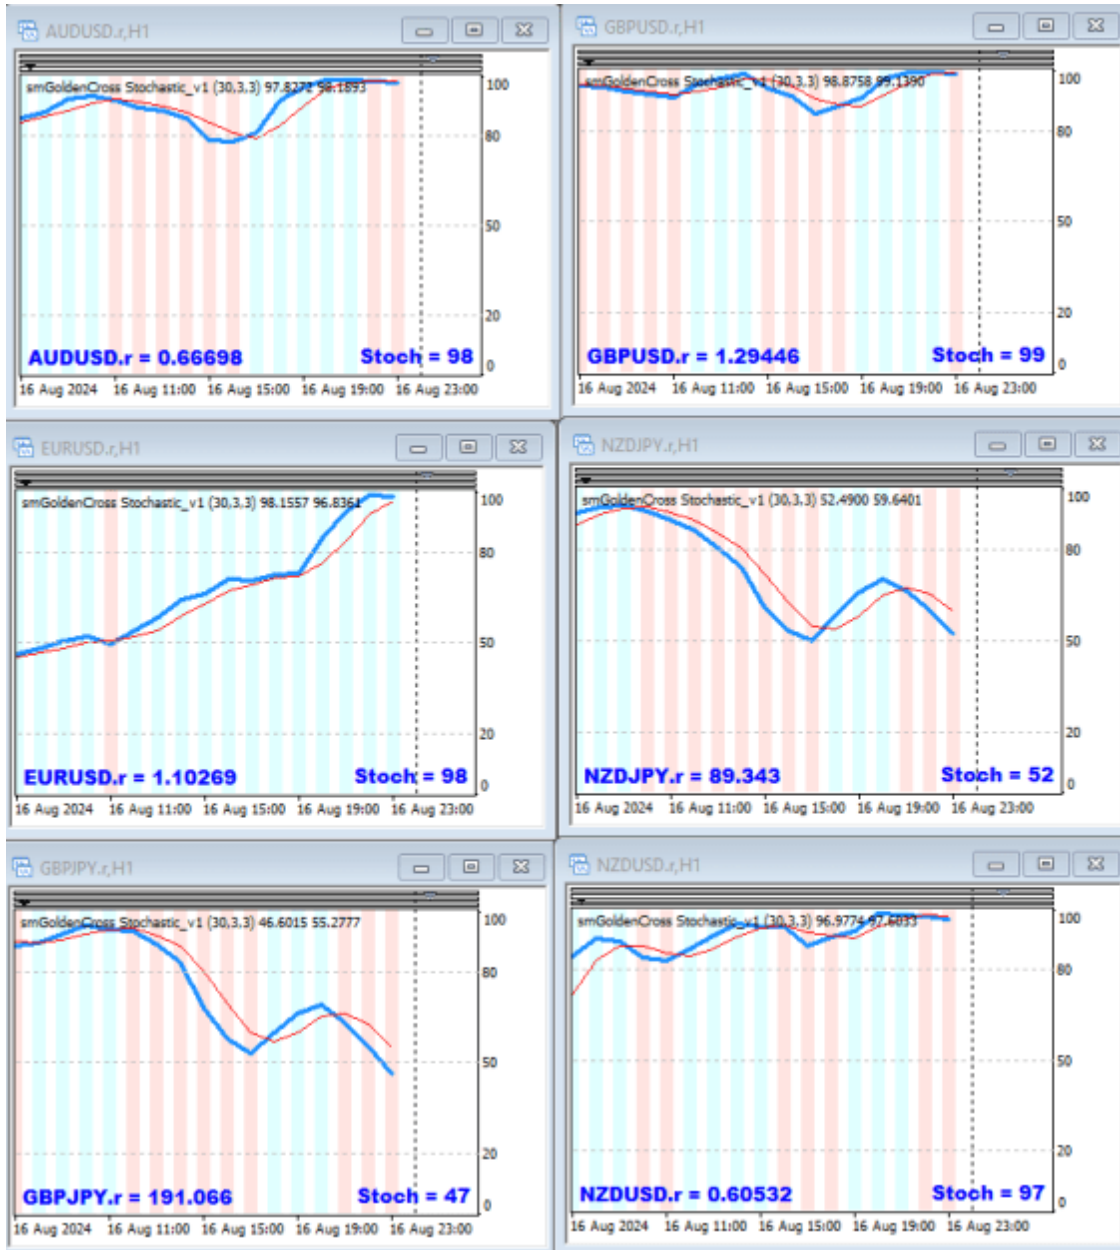 AUDUSD.r,H1
smGoldenCross Stochastic_v1 (30,3,3) 97.8272 98.1893
100
80
50
20
0
AUDUSD.r = 0.66698 Stoch = 98
16 Aug 2024 16 Aug 11:00 16 Aug 15:00 16 Aug 19:00 16 Aug 23:00
GBPUSD.r,H1
smGoldenCross Stochastic_v1 (30,3,3) 98.8758 99.1390
100
80
50
20
0
GBPUSD.r = 1.29446 Stoch = 99
16 Aug 2024 16 Aug 11:00 16 Aug 15:00 16 Aug 19:00 16 Aug 23:00
EURUSD.r,H1
smGoldenCross Stochastic_v1 (30,3,3) 98.1557 96.8361
100
80
50
20
0
EURUSD.r = 1.10269 Stoch = 98
16 Aug 2024 16 Aug 11:00 16 Aug 15:00 16 Aug 19:00 16 Aug 23:00
NZDJPY.r,H1
smGoldenCross Stochastic_v1 (30,3,3) 52.4900 59.6401
100
80
50
20
0
NZDJPY.r = 89.343 Stoch = 52
16 Aug 2024 16 Aug 11:00 16 Aug 15:00 16 Aug 19:00 16 Aug 23:00
GBPJPY.r,H1
smGoldenCross Stochastic_v1 (30,3,3) 46.6015 55.2777
100
80
50
20
0
GBPJPY.r = 191.066 Stoch = 47
16 Aug 2024 16 Aug 11:00 16 Aug 15:00 16 Aug 19:00 16 Aug 23:00
NZDUSD.r,H1
smGoldenCross Stochastic_v1 (30,3,3) 96.9774 97.6033
100
80
50
20
0
NZDUSD.r = 0.60532 Stoch = 97
16 Aug 2024 16 Aug 11:00 16 Aug 15:00 16 Aug 19:00 16 Aug 23:00